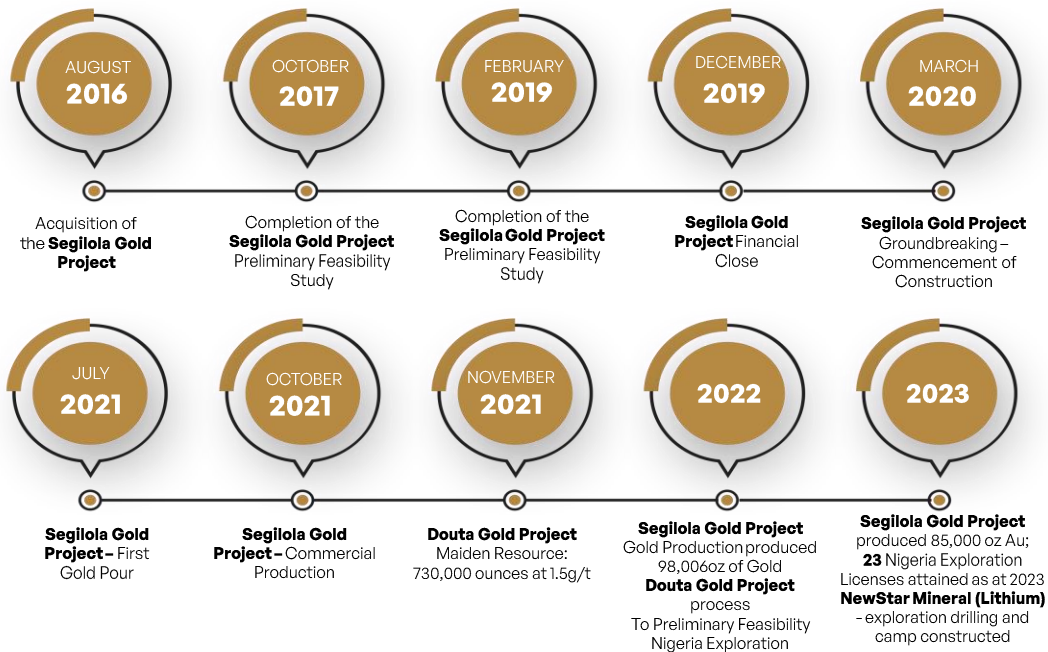 AUGUST
2016
Acquisition of
the Segilola Gold
Project
OCTOBER
2017
Completion of the
Segilola Gold Project
Preliminary Feasibility
Study
FEBRUARY
2019
Completion of the
Segilola Gold Project
Preliminary Feasibility
Study
DECEMBER
2019
Segilola Gold
Project Financial
Close
MARCH
2020
Segilola Gold Project
Groundbreaking –
Commencement of
Construction
JULY
2021
Segilola Gold
Project – First
Gold Pour
OCTOBER
2021
Segilola Gold
Project – Commercial
Production
NOVEMBER
2021
Douta Gold Project
Maiden Resource:
730,000 ounces at 1.5g/t
2022
Segilola Gold Project
Gold Production produced
98,006oz of Gold
Douta Gold Project
process
To Preliminary Feasibility
Nigeria Exploration
2023
Segilola Gold Project
produced 85,000 oz Au;
23 Nigeria Exploration
Licenses attained as at 2023
NewStar Mineral (Lithium)
- exploration drilling and
camp constructed